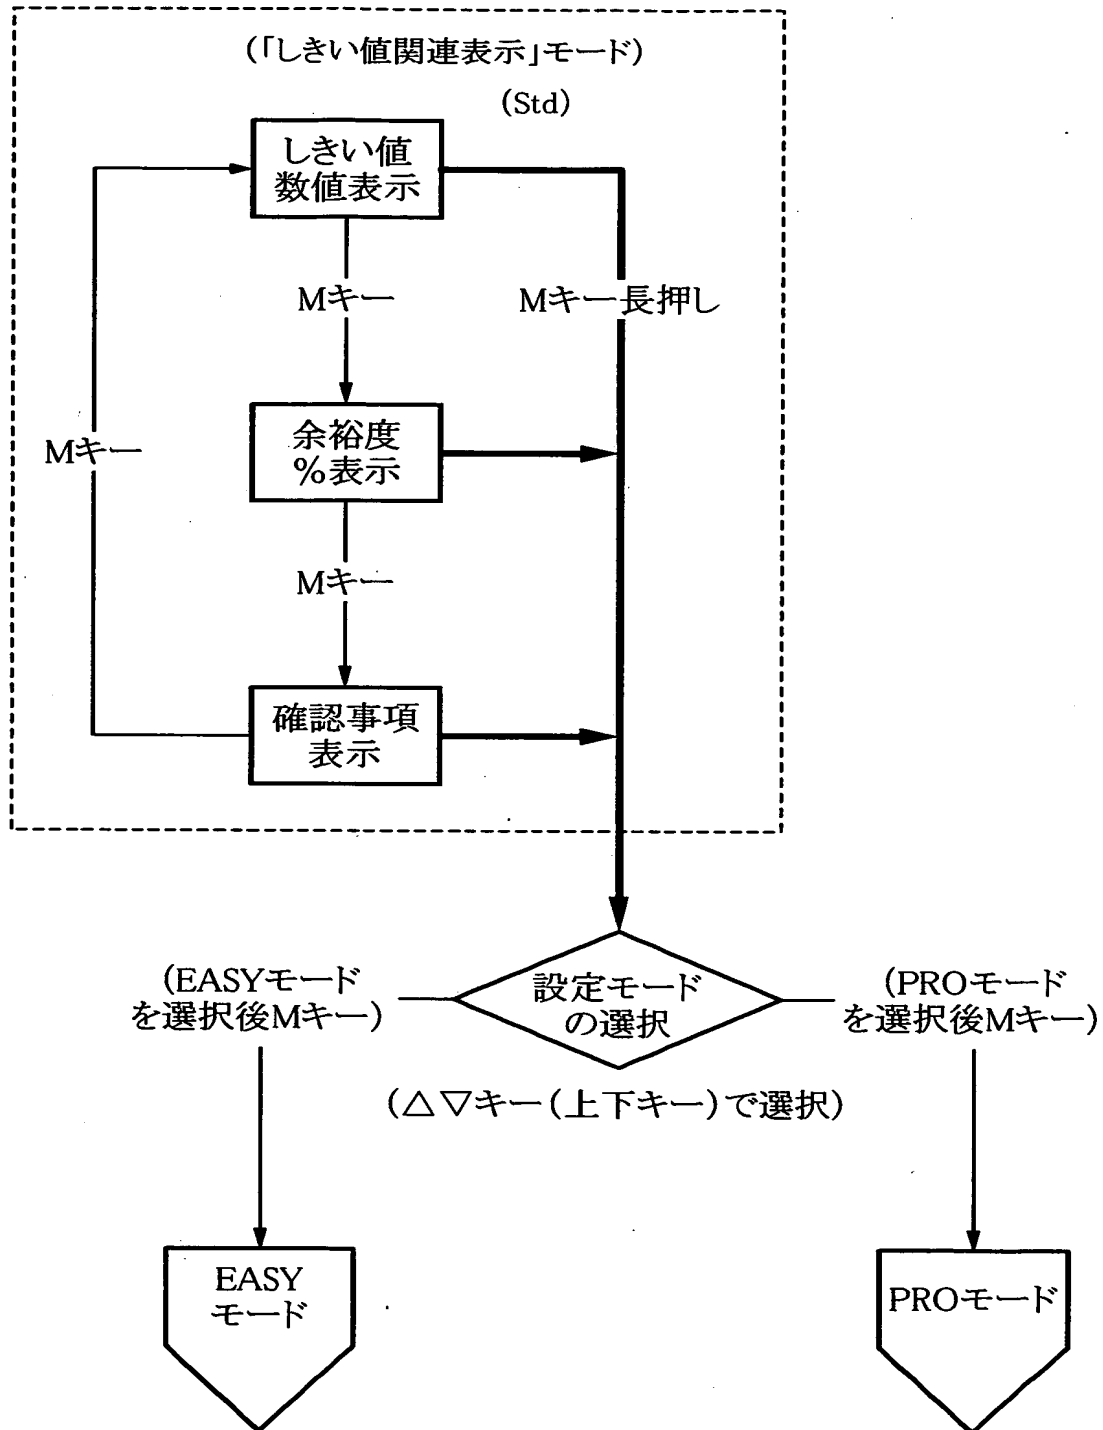 (「しきい値関連表示」モード)
(Std)
しきい値
数値表示
Mキー
Mキー長押し
余裕度
%表示
Mキー
Mキー
確認事項
表示
(EASYモード
を選択後Mキー)
設定モード
の選択
(PROモード
を選択後Mキー)
(△▽キー(上下キー)で選択)
EASY
モード
PROモード